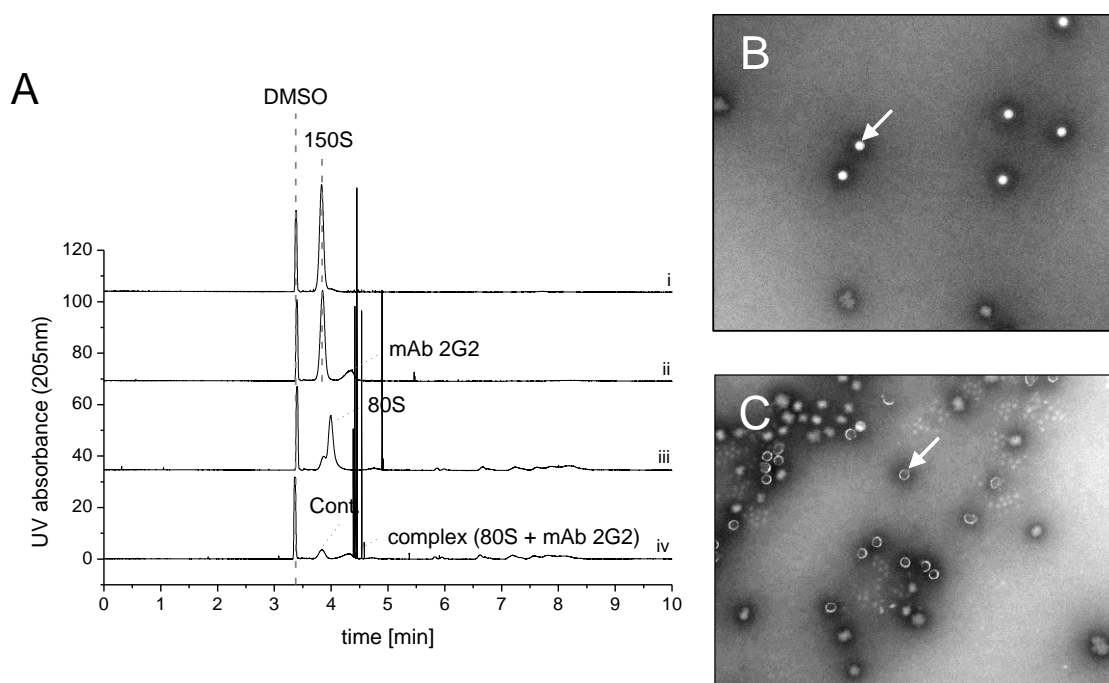 A
DMSO
150S
120
i
100
80
mAb 2G2
ii
60
80S
40
iii
20
Cont.
complex (80S + mAb 2G2)
0
iv
0 1 2 3 4 5 6 7 8 9 10
time [min]
UV absorbance (205nm)
B
C